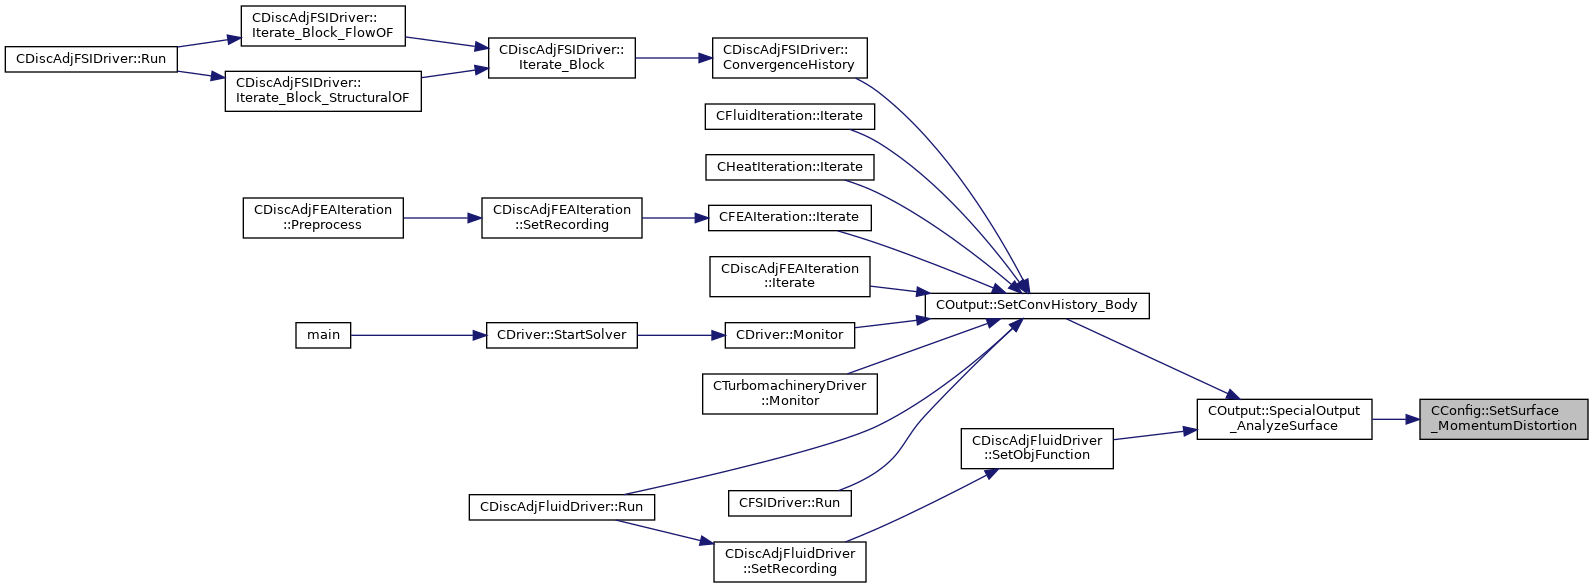 CDiscAdjFSIDriver::Run
CDiscAdjFSIDriver::
Iterate_Block_FlowOF
CDiscAdjFSIDriver::
Iterate_Block_StructuralOF
CDiscAdjFSIDriver::
Iterate_Block
CDiscAdjFSIDriver::
ConvergenceHistory
CFluidIteration::Iterate
CHeatIteration::Iterate
CDiscAdjFEAIteration
::Preprocess
CDiscAdjFEAIteration
::SetRecording
CFEAIteration::Iterate
CDiscAdjFEAIteration
::Iterate
main
CDriver::StartSolver
CDriver::Monitor
CTurbomachineryDriver
::Monitor
COutput::SetConvHistory_Body
CDiscAdjFluidDriver::Run
CFSIDriver::Run
CDiscAdjFluidDriver
::SetRecording
CDiscAdjFluidDriver
::SetObjFunction
COutput::SpecialOutput
_AnalyzeSurface
CConfig::SetSurface
_MomentumDistortion